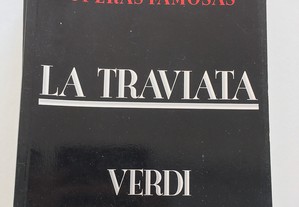 ÓPERAS FAMOSAS
LA TRAVIATA
VERDI